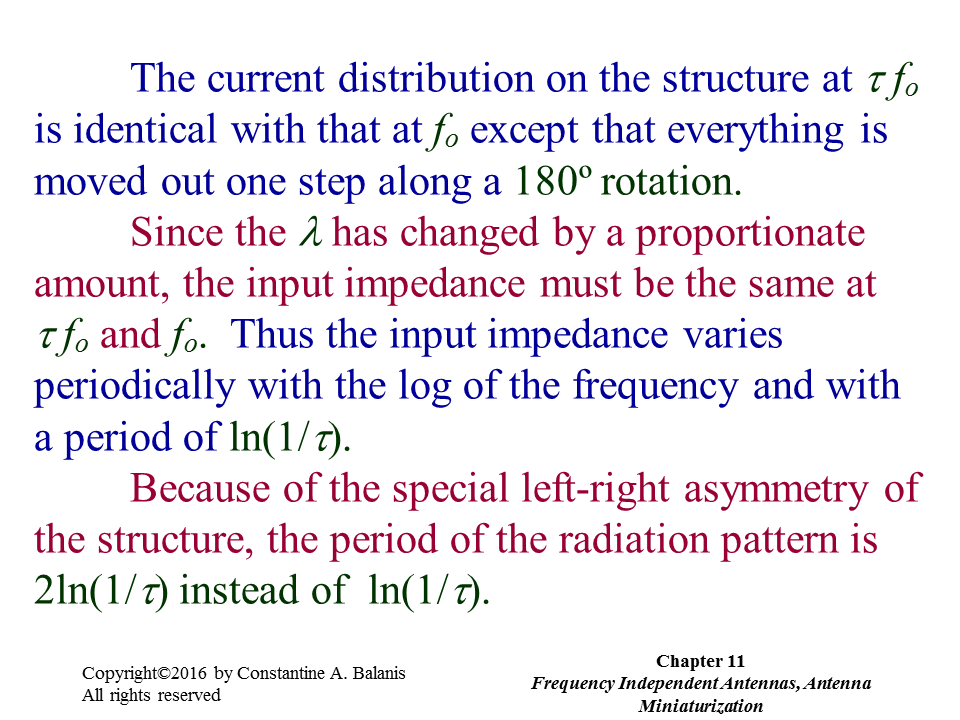 The current distribution on the structure at τ fo
is identical with that at fo except that everything is
moved out one step along a 180º rotation.
Since the λ has changed by a proportionate
amount, the input impedance must be the same at
τ fo and fo. Thus the input impedance varies
periodically with the log of the frequency and with
a period of ln(1/τ).
Because of the special left-right asymmetry of
the structure, the period of the radiation pattern is
2ln(1/τ) instead of ln(1/τ).
Copyright©2016 by Constantine A. Balanis
All rights reserved
Chapter 11
Frequency Independent Antennas, Antenna
Miniaturization